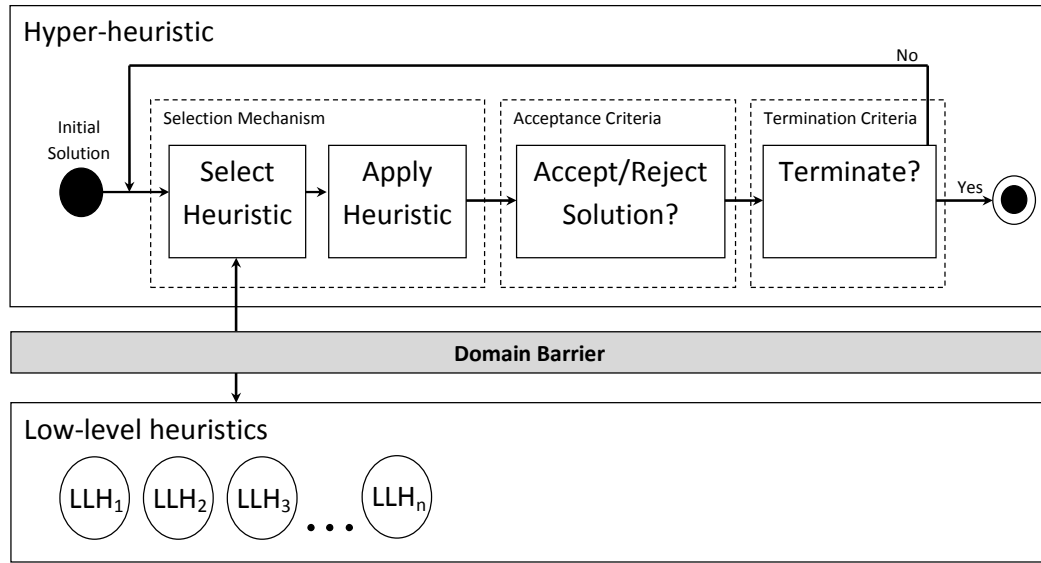 Hyper-heuristic
No
Initial
Solution
Selection Mechanism
Select
Heuristic
Apply
Heuristic
Acceptance Criteria
Accept/Reject
Solution?
Termination Criteria
Terminate?
Yes
Domain Barrier
Low-level heuristics
LLH₁ LLH₂ LLH₃ ... LLHₙ